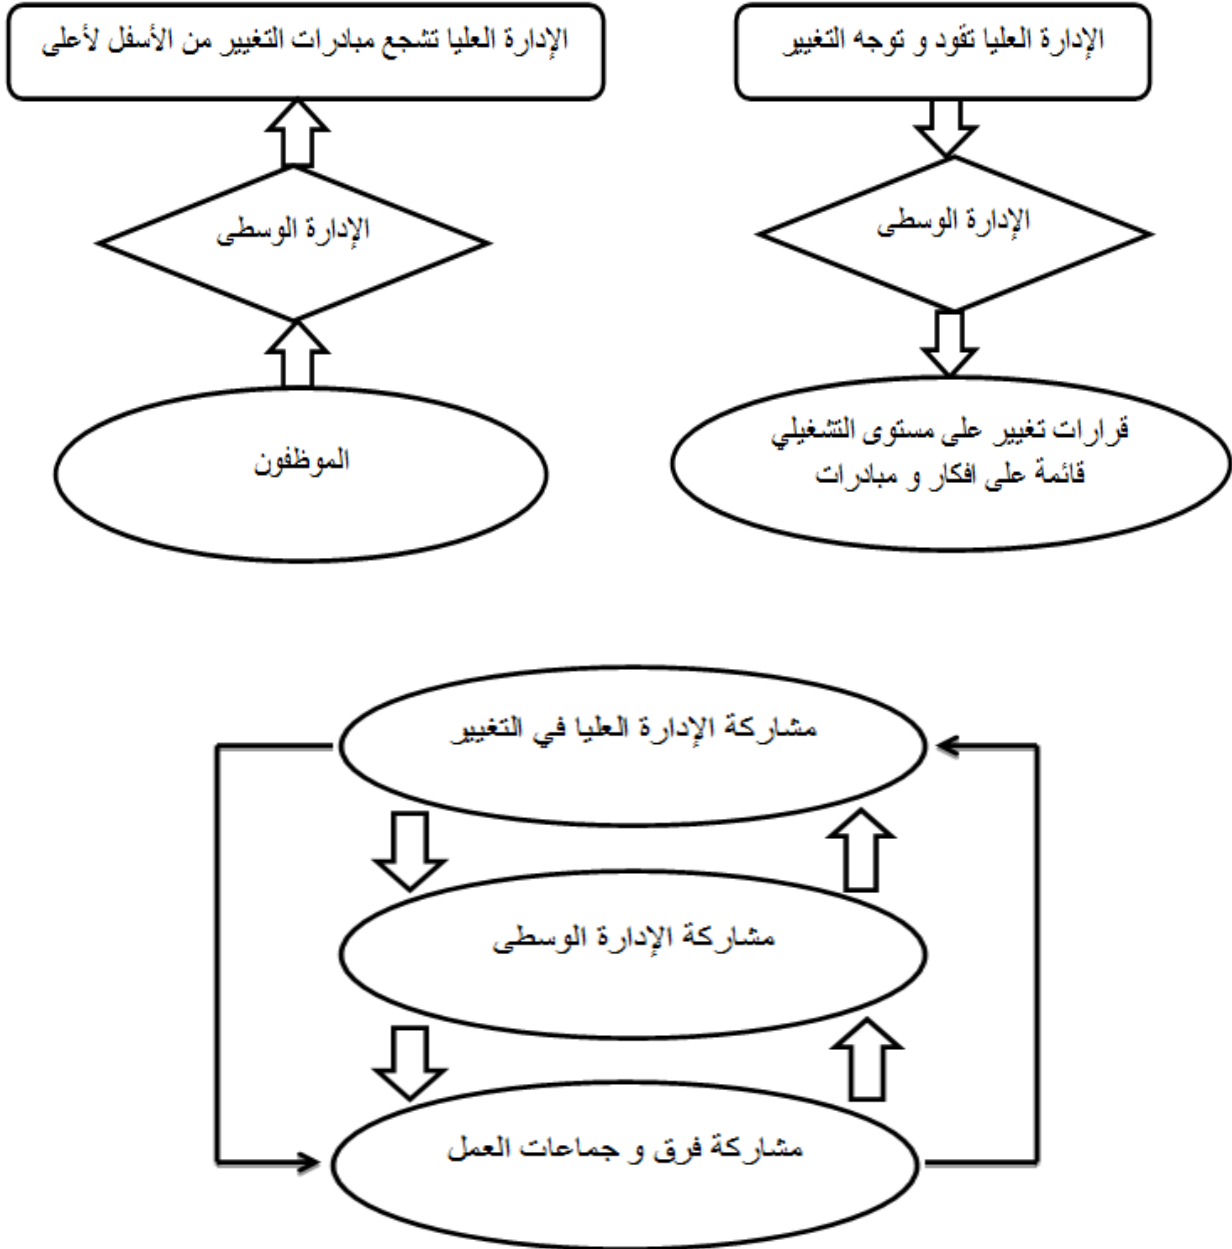 الإدارة العليا تقود و توجه التغيير
الإدارة العليا تشجع مبادرات التغيير من الأسفل لأعلى
الإدارة الوسطى
الإدارة الوسطى
قرارات تغيير على مستوى التشغيلي
قائمة على افكار و مبادرات
الموظفون
مشاركة الإدارة العليا في التغيير
مشاركة الإدارة الوسطى
مشاركة فرق و جماعات العمل